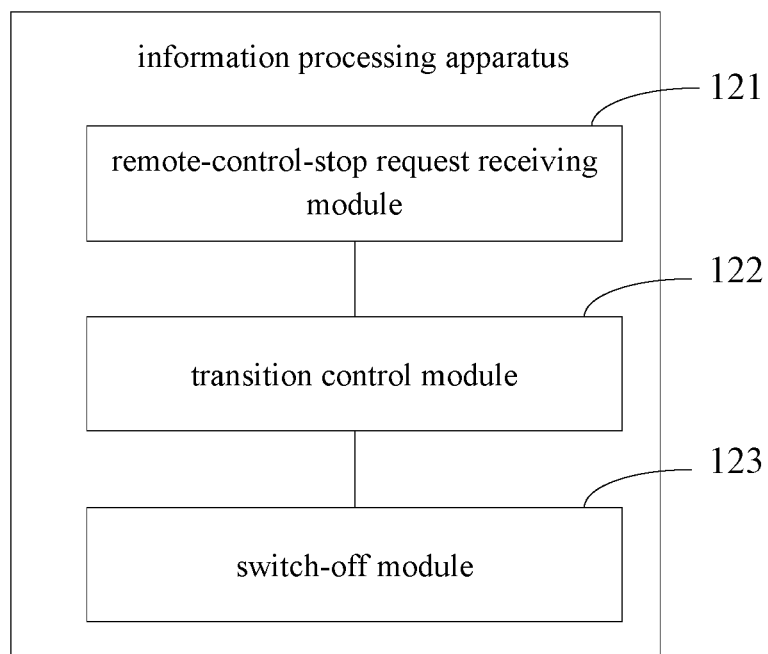 information processing apparatus
121
remote-control-stop request receiving
module
122
transition control module
123
switch-off module